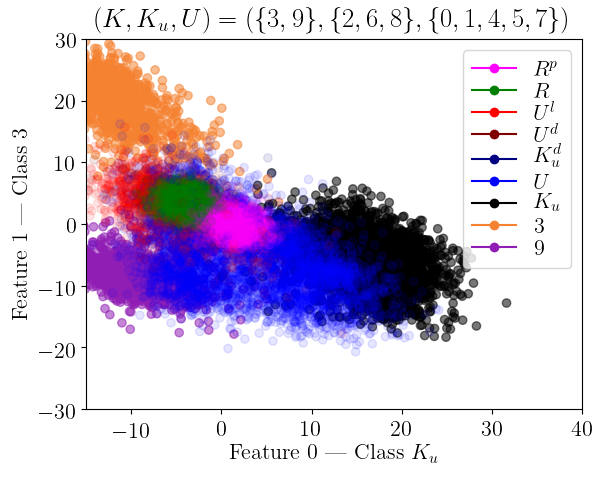 (K, K_u, U) = ({3, 9}, {2, 6, 8}, {0, 1, 4, 5, 7})
30
20
10
0
−10
−20
−30
Feature 1 — Class 3
R^p
R
U^l
U^d
K_u^d
U
K_u
3
9
−10
0
10
20
30
40
Feature 0 — Class K_u